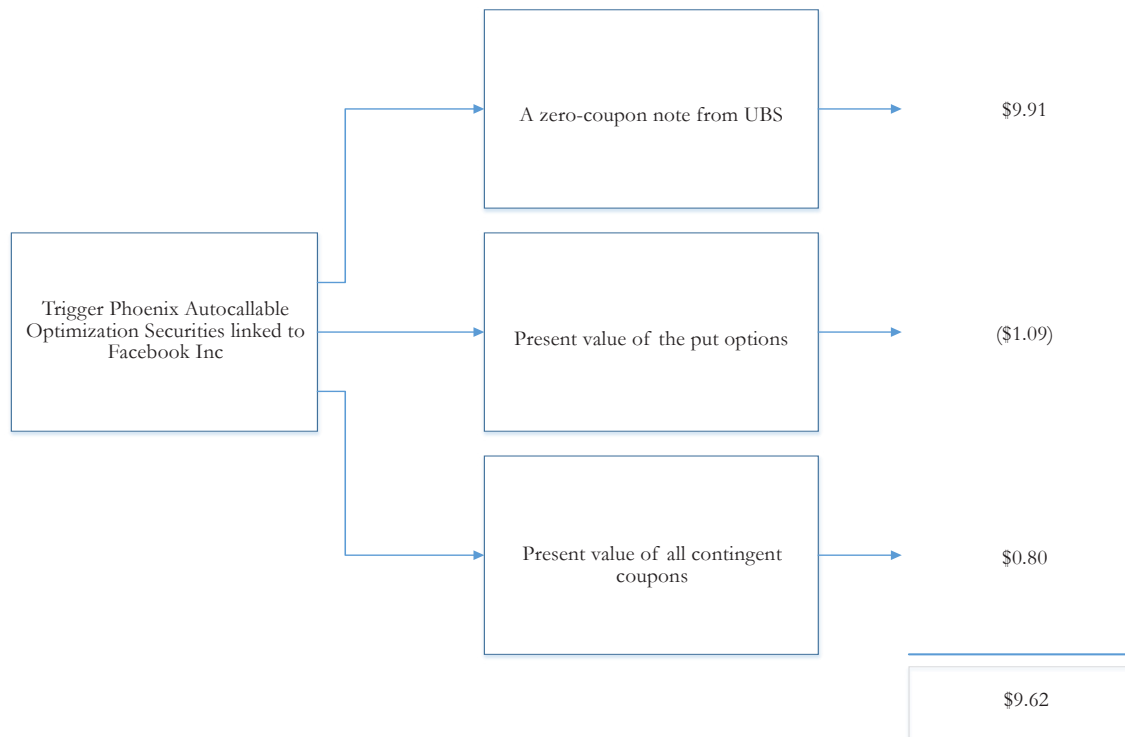 A zero-coupon note from UBS
$9.91
Trigger Phoenix Autocallable
Optimization Securities linked to
Facebook Inc
Present value of the put options
($1.09)
Present value of all contingent
coupons
$0.80
$9.62